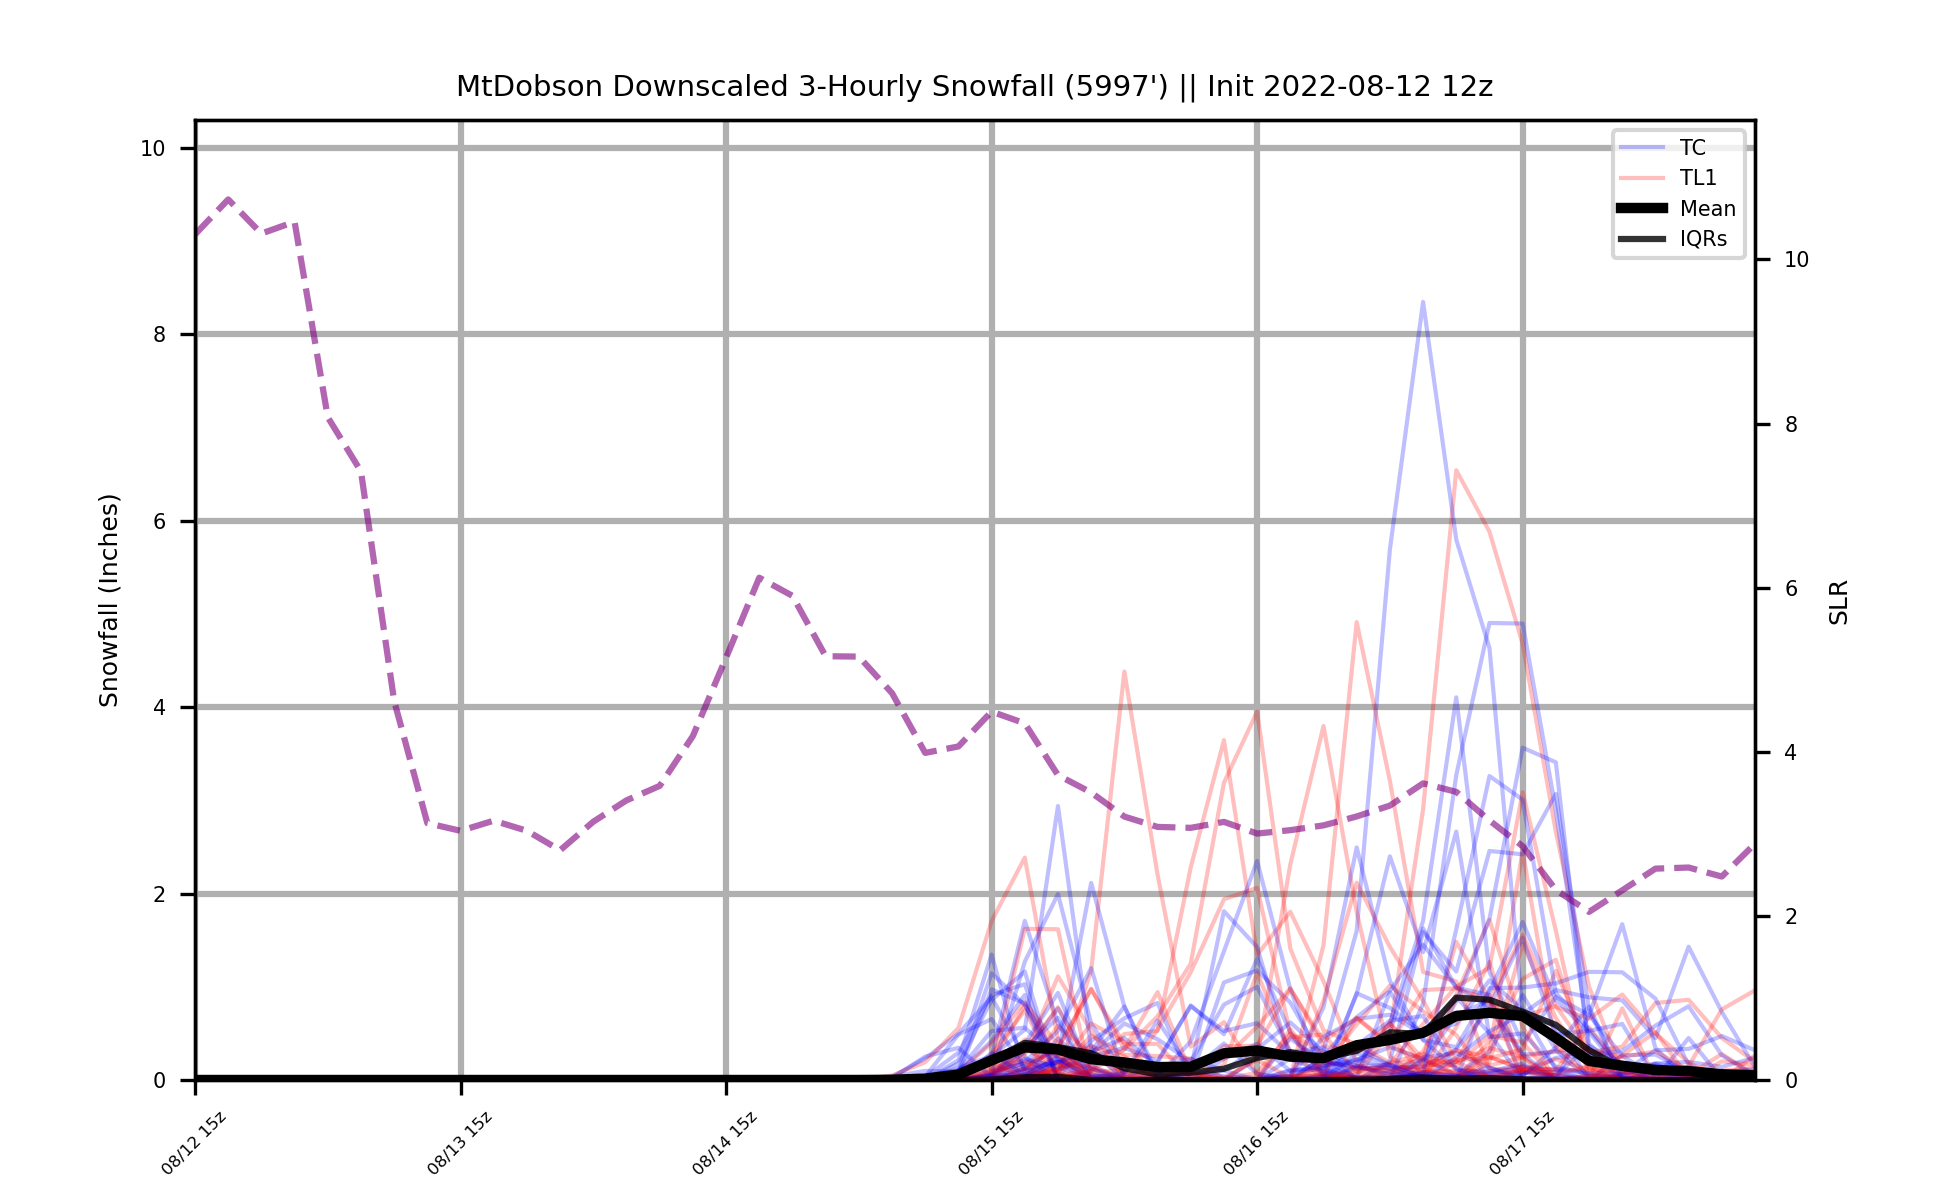 MtDobson Downscaled 3-Hourly Snowfall (5997') || Init 2022-08-12 12z
TC
TL1
Mean
IQRs
10
8
6
4
2
0
Snowfall (Inches)
10
8
6
4
2
0
SLR
08/12 15z
08/13 15z
08/14 15z
08/15 15z
08/16 15z
08/17 15z